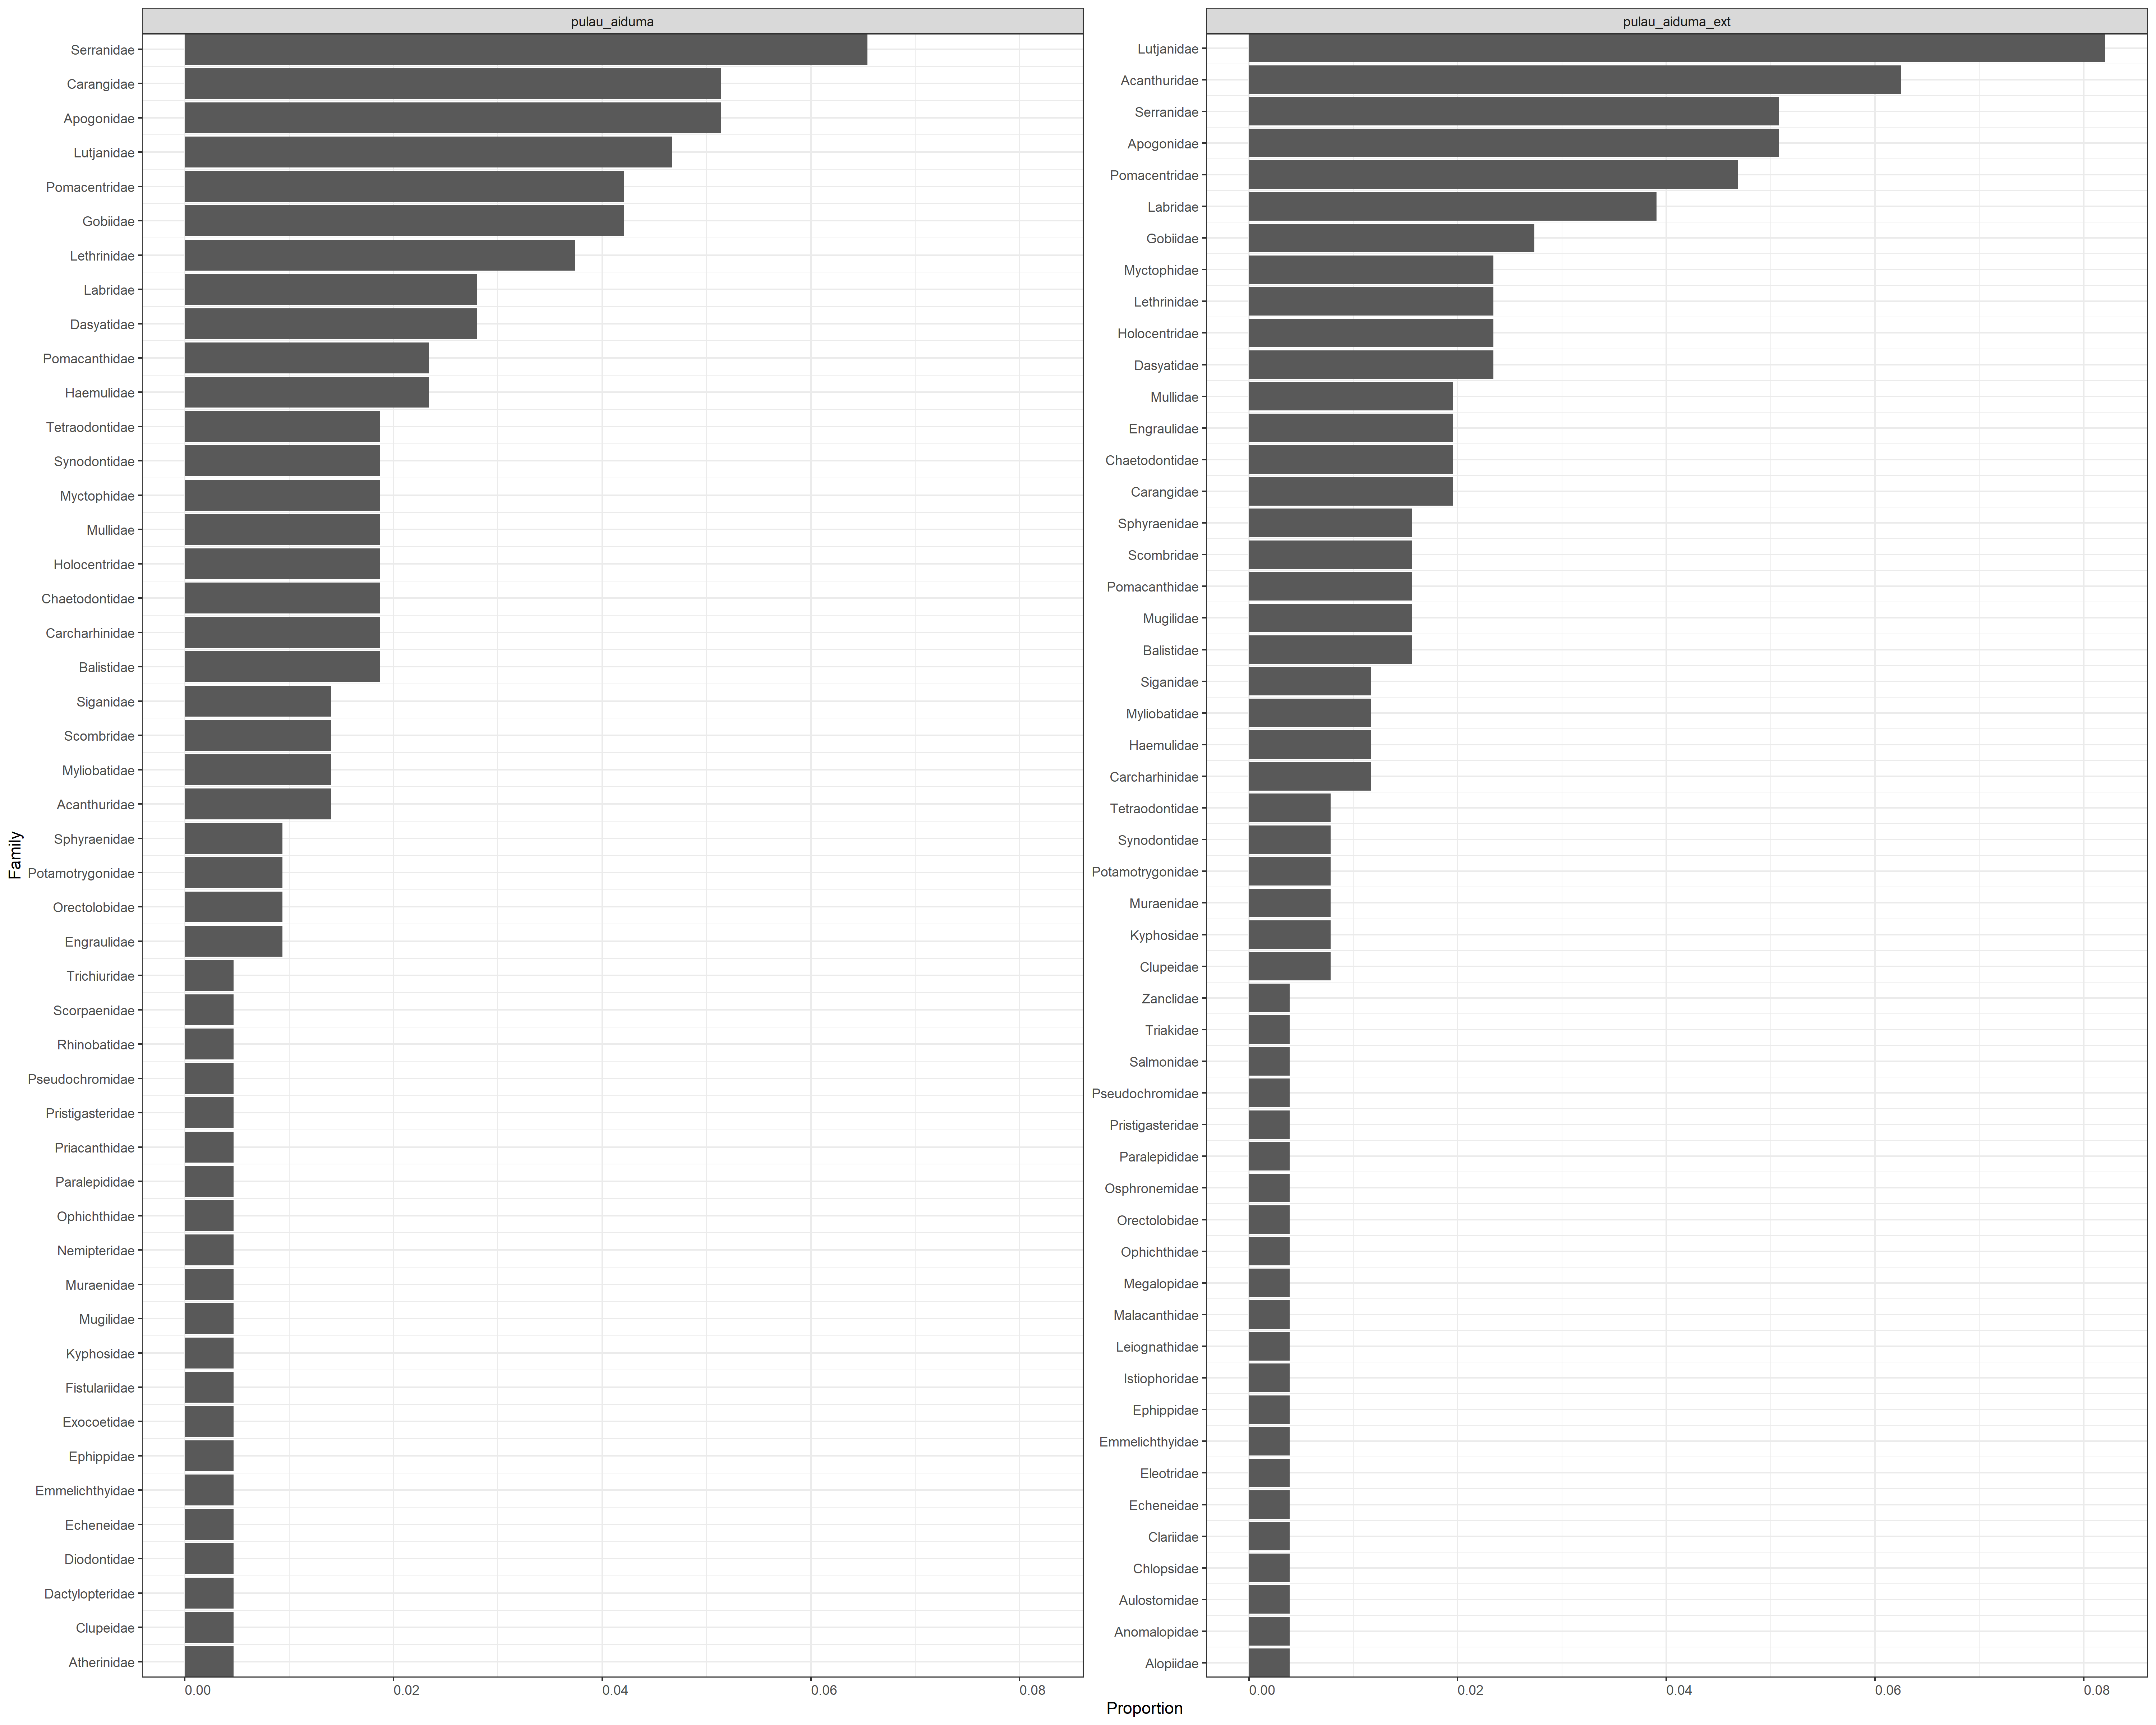 pulau_aiduma
Serranidae
Carangidae
Apogonidae
Lutjanidae
Pomacentridae
Gobiidae
Lethrinidae
Labridae
Dasyatidae
Pomacanthidae
Haemulidae
Tetraodontidae
Synodontidae
Myctophidae
Mullidae
Holocentridae
Chaetodontidae
Carcharhinidae
Balistidae
Siganidae
Scombridae
Myliobatidae
Acanthuridae
Sphyraenidae
Potamotrygonidae
Orectolobidae
Engraulidae
Trichiuridae
Scorpaenidae
Rhinobatidae
Pseudochromidae
Pristigasteridae
Priacanthidae
Paralepididae
Ophichthidae
Nemipteridae
Muraenidae
Mugilidae
Kyphosidae
Fistulariidae
Exocoetidae
Ephippidae
Emmelichthyidae
Echeneidae
Diodontidae
Dactylopteridae
Clupeidae
Atherinidae
0.00 0.02 0.04 0.06 0.08
pulau_aiduma_ext
Lutjanidae
Acanthuridae
Serranidae
Apogonidae
Pomacentridae
Labridae
Gobiidae
Myctophidae
Lethrinidae
Holocentridae
Dasyatidae
Mullidae
Engraulidae
Chaetodontidae
Carangidae
Sphyraenidae
Scombridae
Pomacanthidae
Mugilidae
Balistidae
Siganidae
Myliobatidae
Haemulidae
Carcharhinidae
Tetraodontidae
Synodontidae
Potamotrygonidae
Muraenidae
Kyphosidae
Clupeidae
Zanclidae
Triakidae
Salmonidae
Pseudochromidae
Pristigasteridae
Paralepididae
Osphronemidae
Orectolobidae
Ophichthidae
Megalopidae
Malacanthidae
Leiognathidae
Istiophoridae
Ephippidae
Emmelichthyidae
Eleotridae
Echeneidae
Clariidae
Chlopsidae
Aulostomidae
Anomalopidae
Alopiidae
0.00 0.02 0.04 0.06 0.08
Family
Proportion